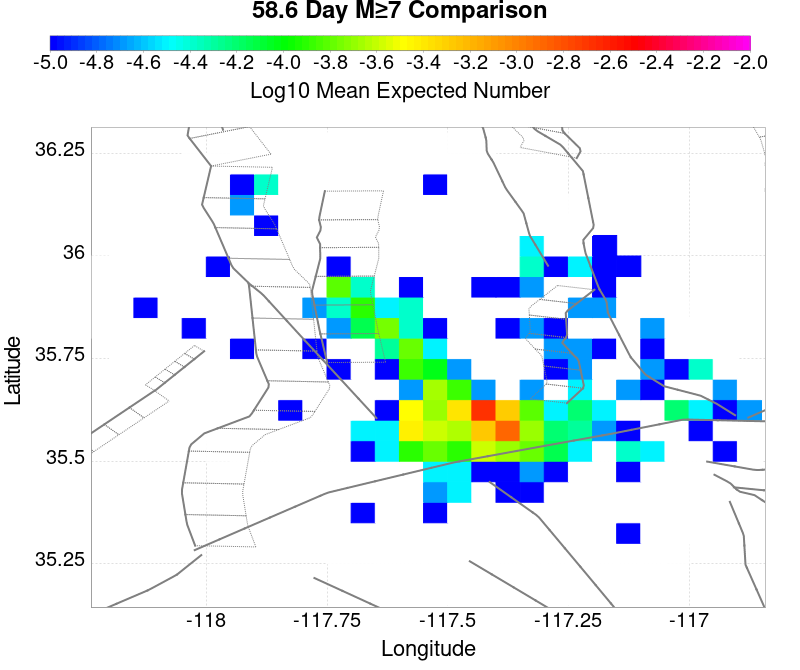 58.6 Day M≥7 Comparison
-5.0 -4.8 -4.6 -4.4 -4.2 -4.0 -3.8 -3.6 -3.4 -3.2 -3.0 -2.8 -2.6 -2.4 -2.2 -2.0
Log10 Mean Expected Number
36.25
36
35.75
35.5
35.25
Latitude
-118 -117.75 -117.5 -117.25 -117
Longitude